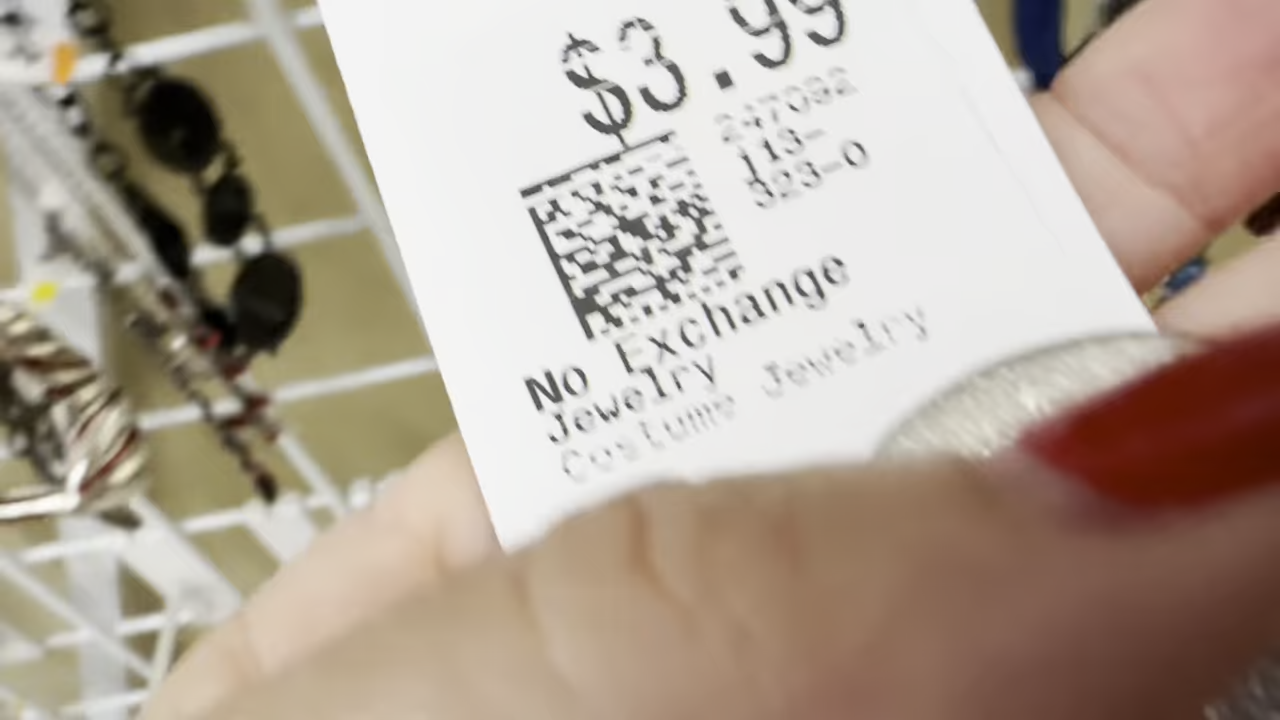 $3.99
247092
113-
323-0
No Exchange
Jewelry
Costume Jewelry